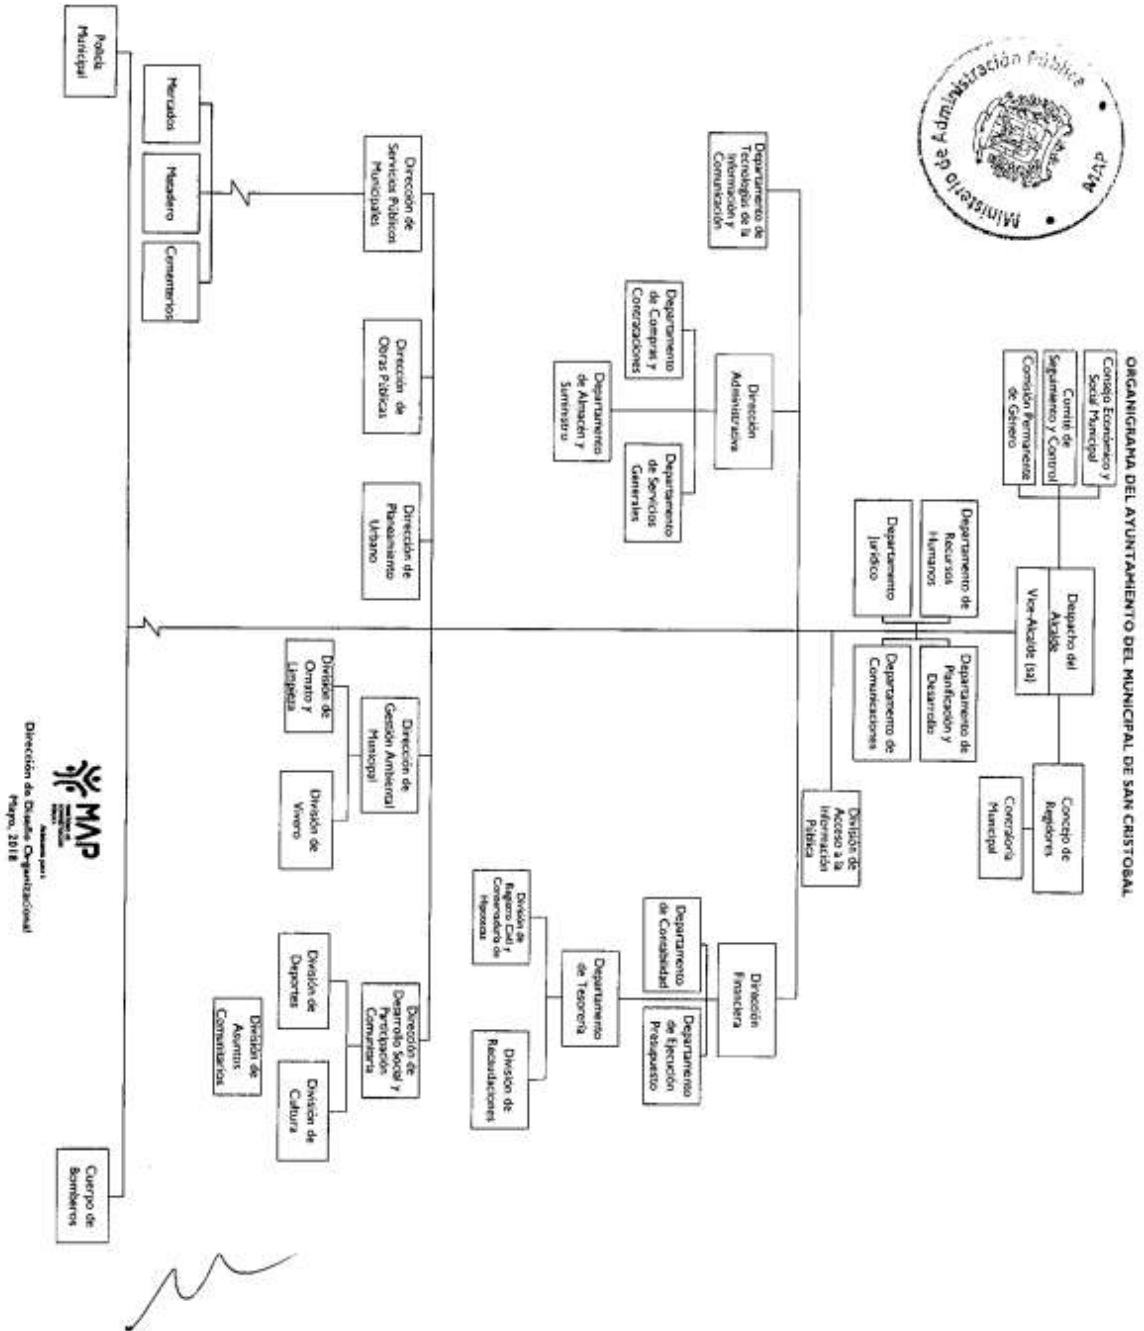 ORGANIGRAMA DEL AYUNTAMIENTO DEL MUNICIPAL DE SAN CRISTOBAL
Ministerio de Administración Pública
MAP
Consejo Económico y
Social Municipal
Comité de
Seguimiento y Control
Comisión Permanente
de Género
Despacho del
Alcalde
Vice-Alcalde (sa)
Concejo de
Regidores
Contraloría
Municipal
Departamento de
Recursos
Humanos
Departamento de
Planificación y
Desarrollo
Departamento
Jurídico
Departamento de
Comunicaciones
División de
Acceso a la
Información
Pública
Departamento de
Tecnologías de la
Información y
Comunicación
Dirección
Administrativa
Departamento
de Compras y
Contrataciones
Departamento
de Servicios
Generales
Departamento
de Almacén y
Suministro
Dirección
Financiera
Departamento
de Contabilidad
Departamento
de Ejecución
Presupuesto
Departamento
de Tesorería
División de
Registro Civil y
Conservaduría de
Hipotecas
División de
Recaudaciones
Dirección de
Servicios Públicos
Municipales
Dirección de
Obras Públicas
Dirección de
Planeamiento
Urbano
Dirección de
Gestión Ambiental
Municipal
Dirección de
Desarrollo Social y
Participación
Comunitaria
División de
Ornato y
Limpieza
División de
Vivero
División de
Deportes
División de
Cultura
División de
Asuntos
Comunitarios
Mercados
Matadero
Cementerios
Policía
Municipal
Cuerpo de
Bomberos
MAP
Dirección de Diseño Organizacional
Mayo, 2018